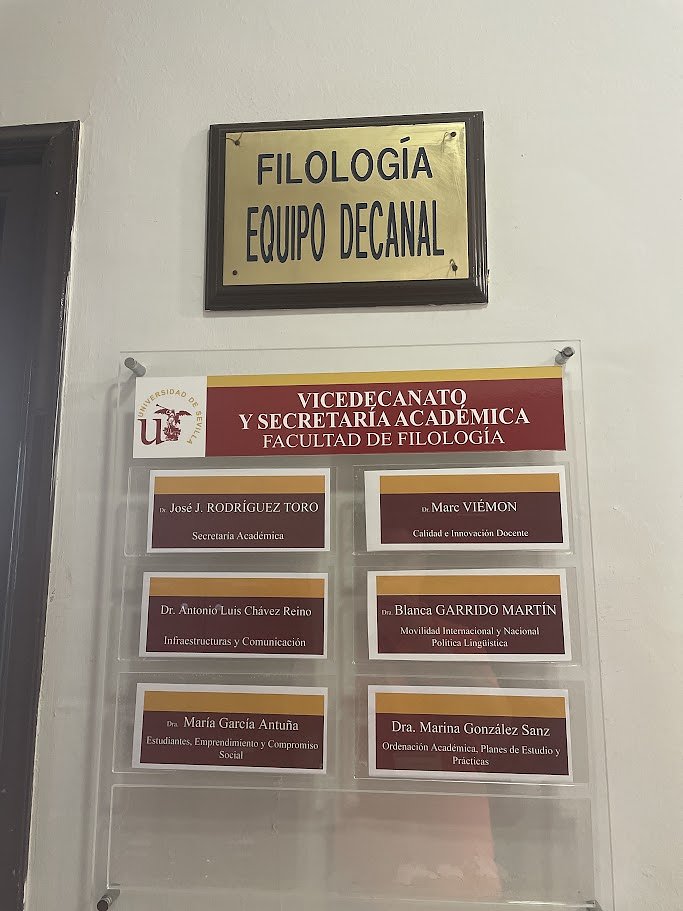 FILOLOGÍA
EQUIPO DECANAL
UNIVERSIDAD DE SEVILLA
U
VICEDECANATO
Y SECRETARÍA ACADÉMICA
FACULTAD DE FILOLOGÍA
Dr. José J. RODRÍGUEZ TORO
Secretaría Académica
Dr. Marc VIÉMON
Calidad e Innovación Docente
Dr. Antonio Luis Chávez Reino
Infraestructuras y Comunicación
Dra. Blanca GARRIDO MARTÍN
Movilidad Internacional y Nacional
Política Lingüística
Dra. María García Antuña
Estudiantes, Emprendimiento y Compromiso
Social
Dra. Marina González Sanz
Ordenación Académica, Planes de Estudio y
Prácticas